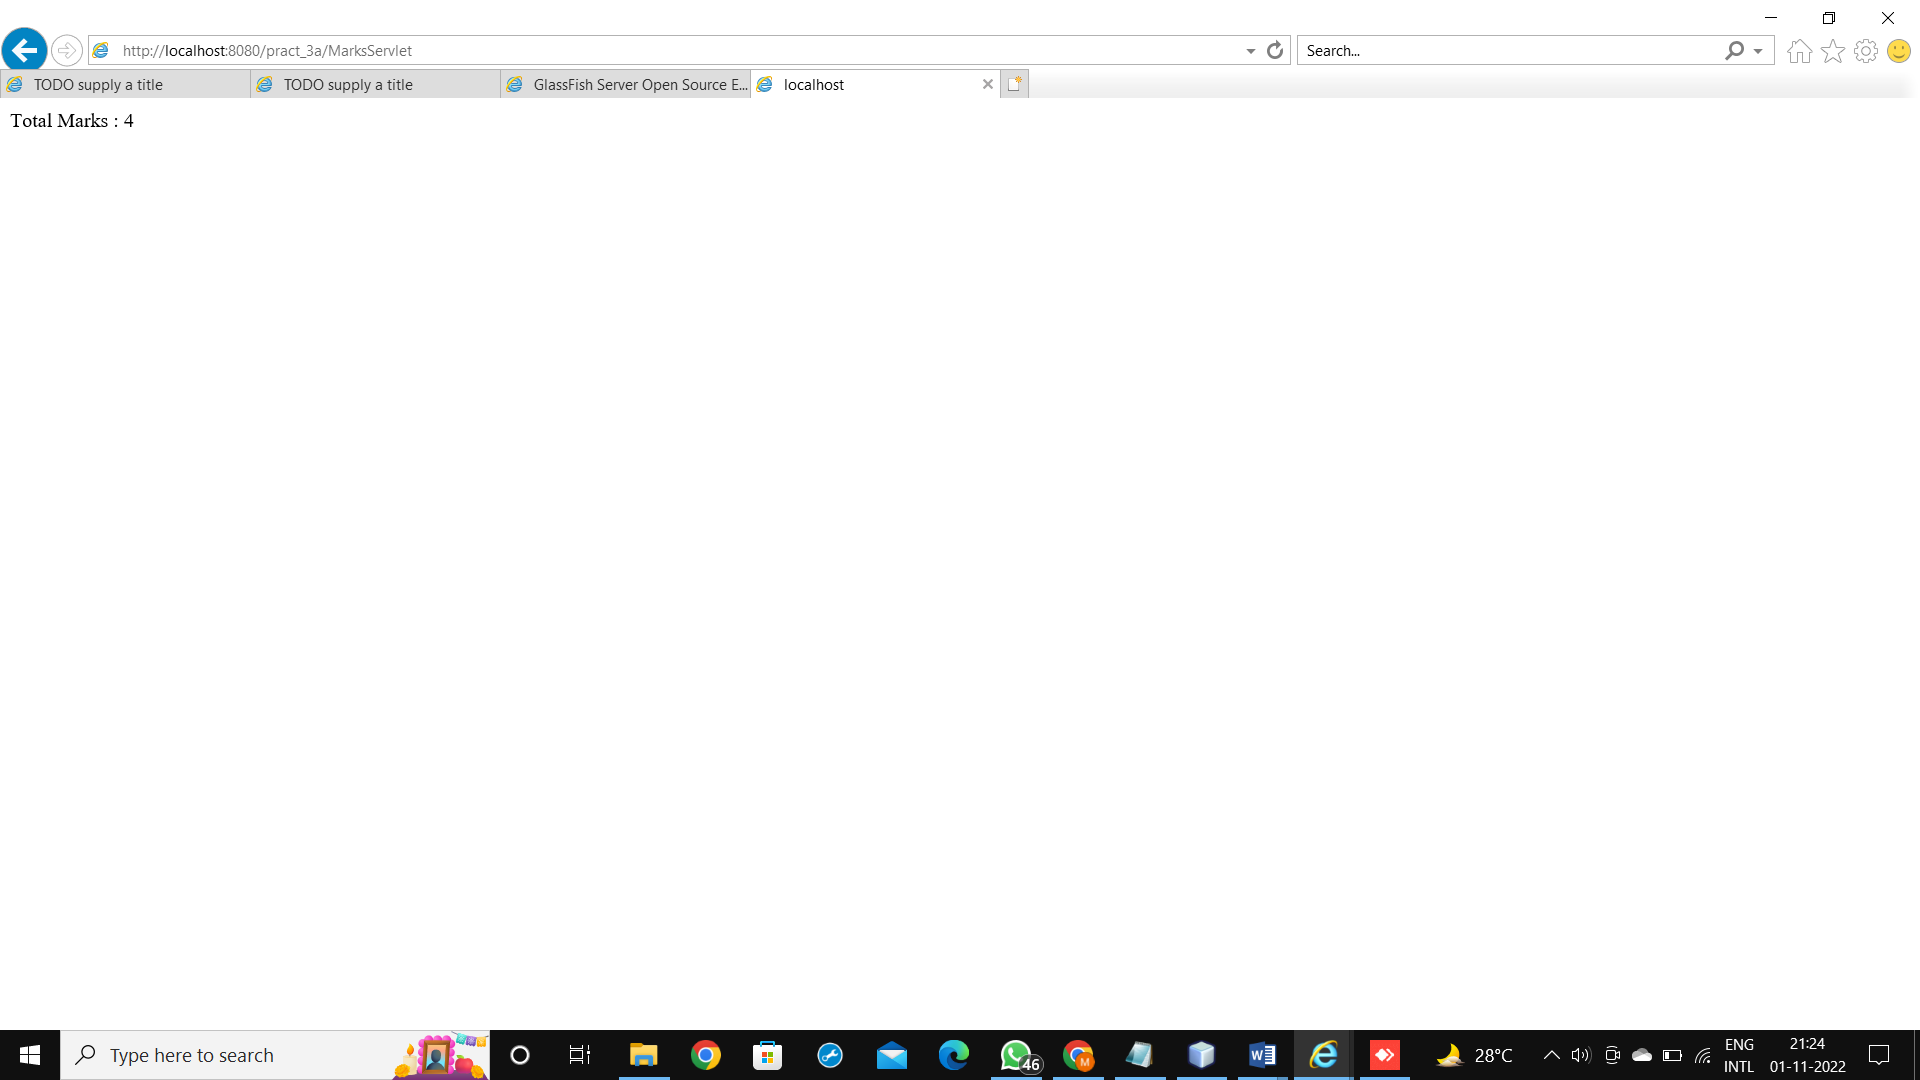 http://localhost:8080/pract_3a/MarksServlet
Search...
TODO supply a title
TODO supply a title
GlassFish Server Open Source E...
localhost
Total Marks : 4
Type here to search
46
M
W
28°C
ENG
INTL
21:24
01-11-2022